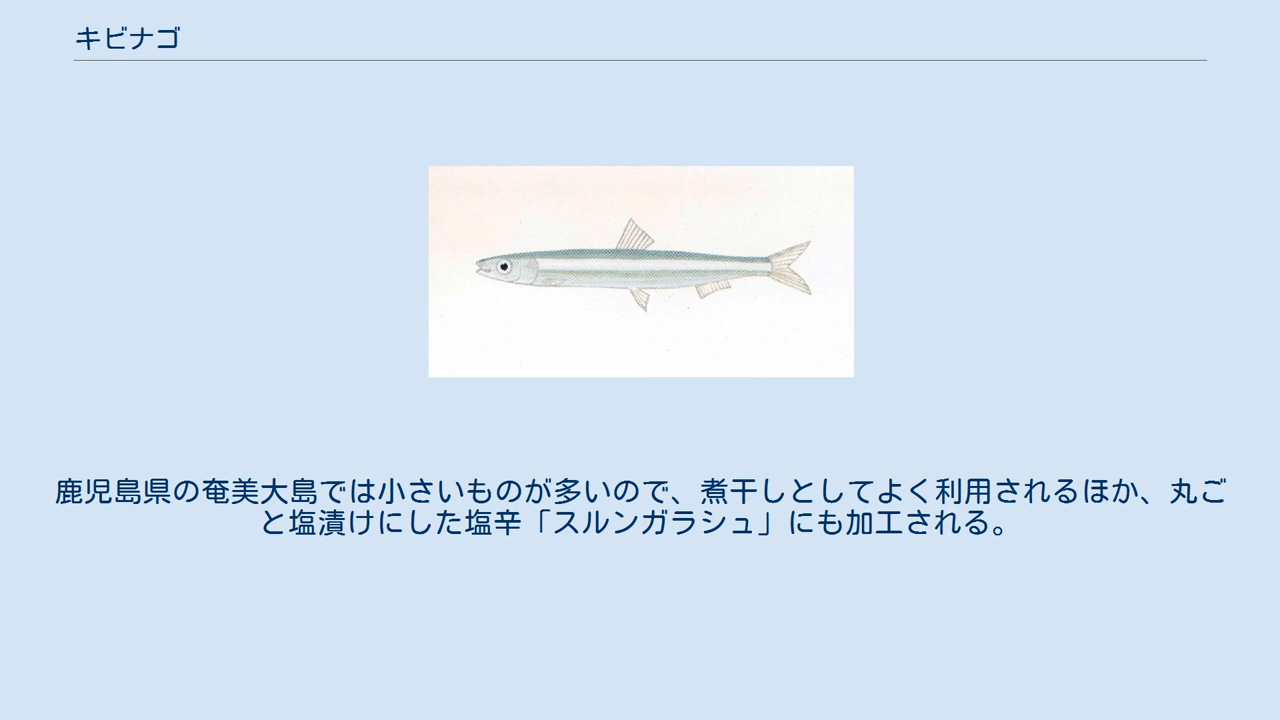 キビナゴ
鹿児島県の奄美大島では小さいものが多いので、煮干しとしてよく利用されるほか、丸ご
と塩漬けにした塩辛「スルンガラシュ」にも加工される。